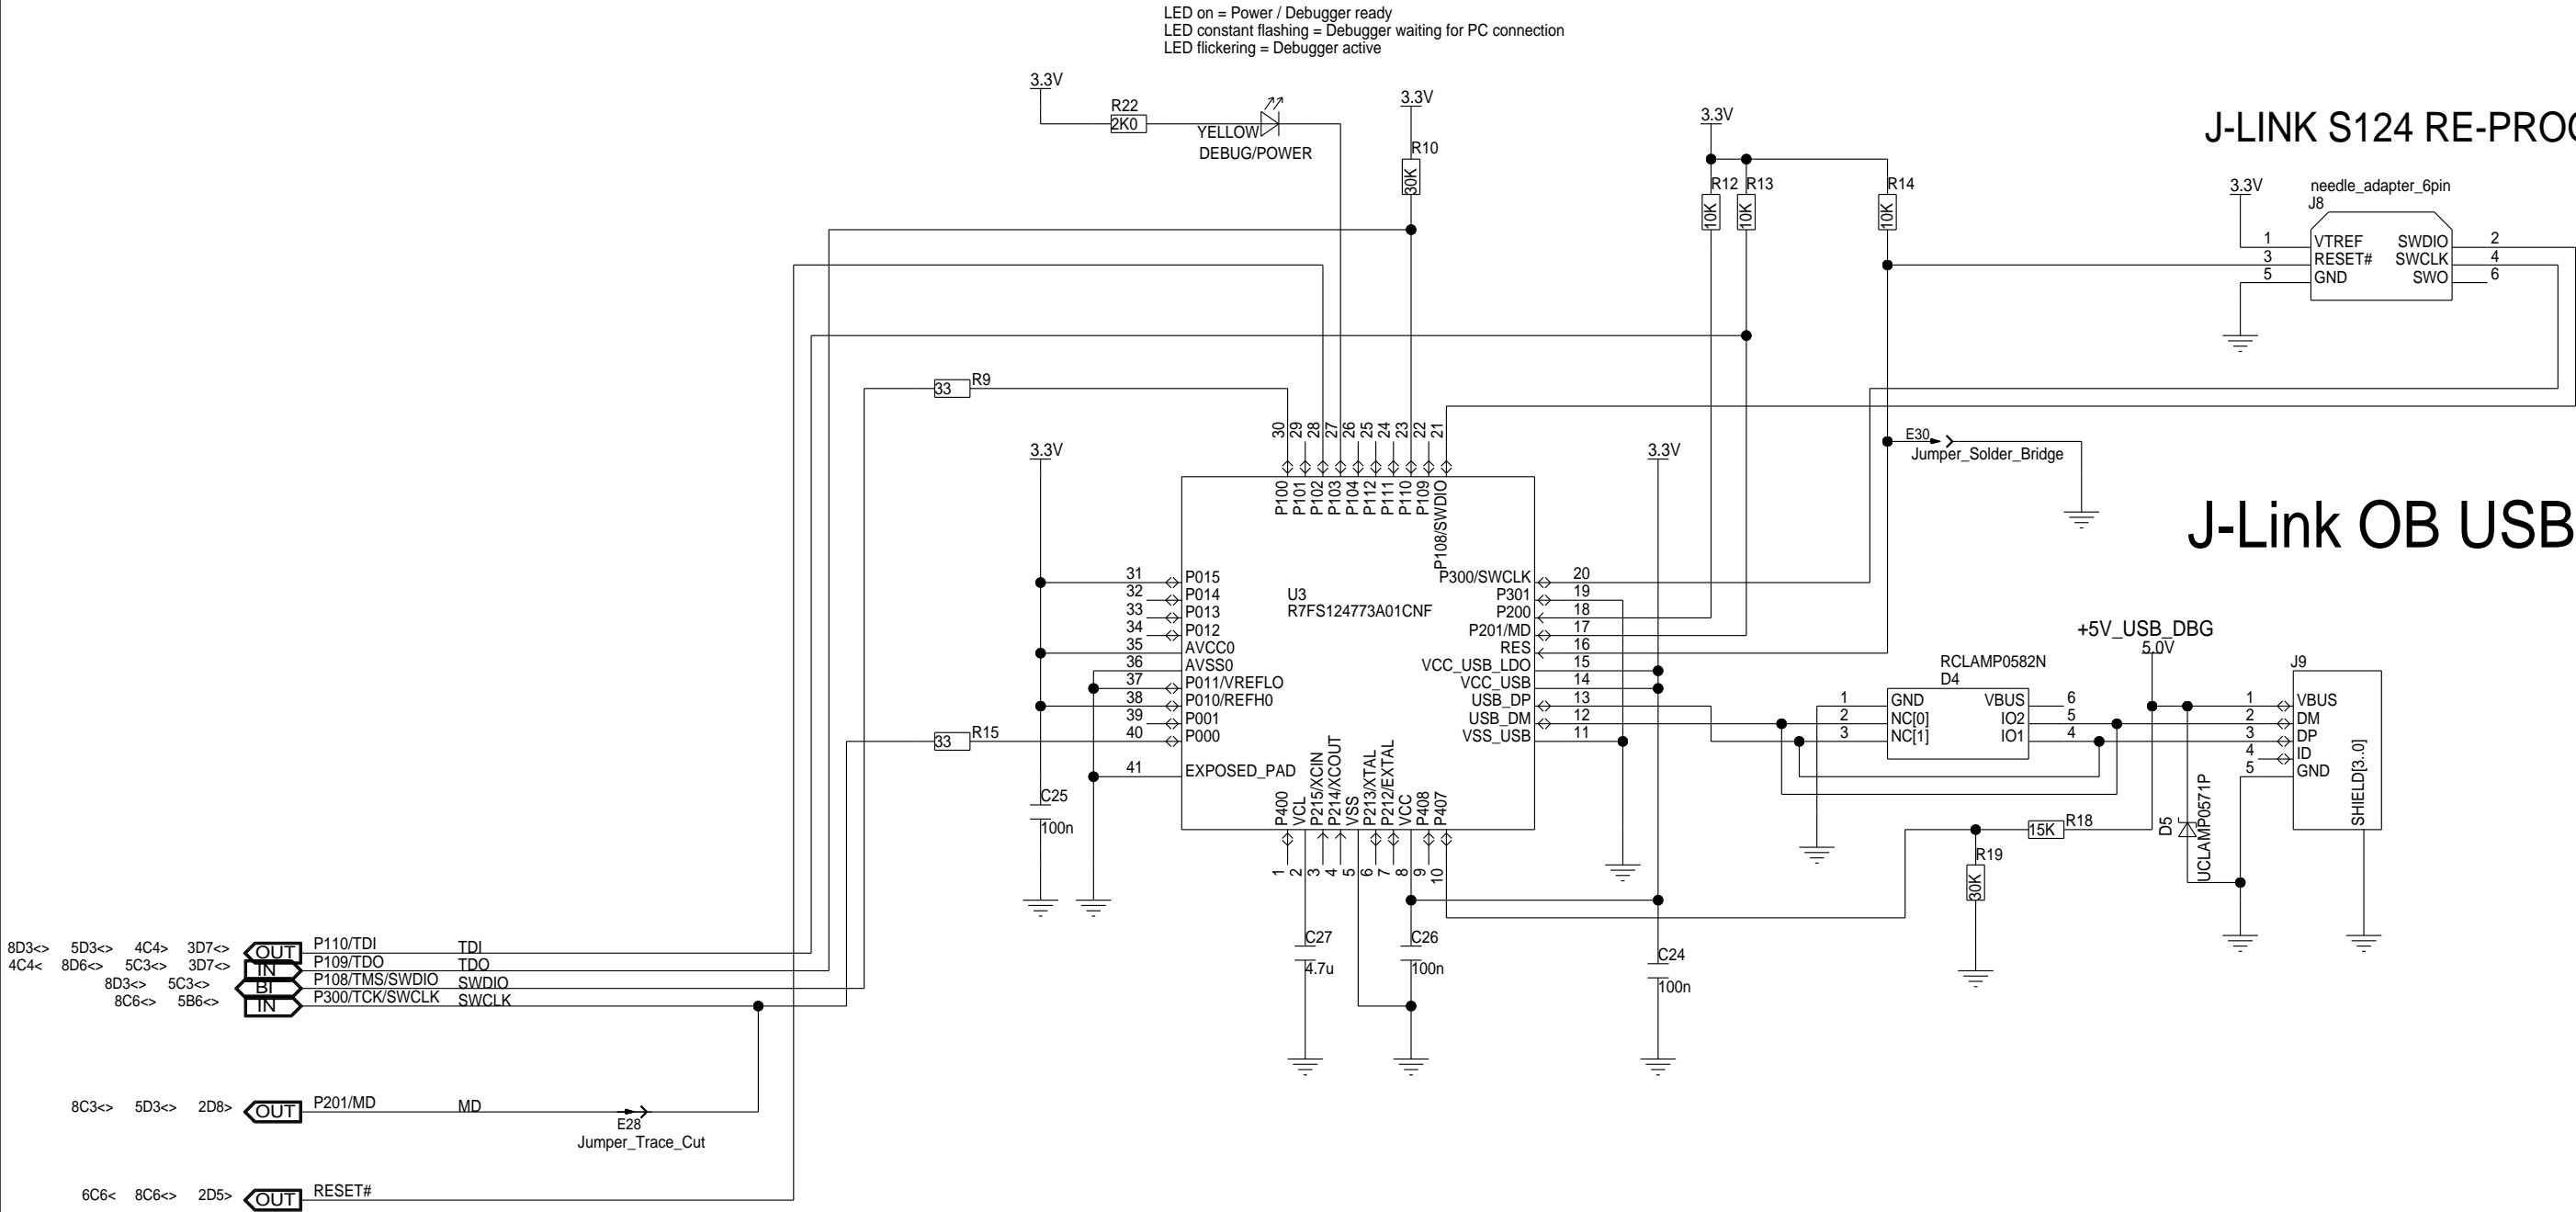 LED on = Power / Debugger ready
LED constant flashing = Debugger waiting for PC connection
LED flickering = Debugger active
3.3V
R22
2K0
YELLOW
DEBUG/POWER
3.3V
R10
30K
3.3V
R12
10K
R13
10K
R14
10K
J-LINK S124 RE-PROG
3.3V
needle_adapter_6pin
J8
1 VTREF SWDIO 2
3 RESET# SWCLK 4
5 GND SWO 6
33 R9
E30
Jumper_Solder_Bridge
J-Link OB USB
3.3V
3.3V
30 29 28 27 26 25 24 23 22 21
P100 P101 P102 P103 P104 P112 P111 P110 P109 P108/SWDIO
U3
R7FS124773A01CNF
31 P015
32 P014
33 P013
34 P012
35 AVCC0
36 AVSS0
37 P011/VREFLO
38 P010/REFH0
39 P001
40 P000
41 EXPOSED_PAD
P300/SWCLK 20
P301 19
P200 18
P201/MD 17
RES 16
VCC_USB_LDO 15
VCC_USB 14
USB_DP 13
USB_DM 12
VSS_USB 11
P400 VCL P215/XCIN P214/XCOUT VSS P213/XTAL P212/EXTAL VCC P408 P407
1 2 3 4 5 6 7 8 9 10
33 R15
C25
100n
C27
4.7u
C26
100n
C24
100n
RCLAMP0582N
D4
1 GND VBUS 6
2 NC[0] IO2 5
3 NC[1] IO1 4
+5V_USB_DBG
5.0V
J9
1 VBUS
2 DM
3 DP
4 ID
5 GND
SHIELD[3..0]
D5
UCLAMP0571P
15K R18
R19
30K
8D3<> 5D3<> 4C4> 3D7<> OUT P110/TDI TDI
4C4< 8D6<> 5C3<> 3D7<> IN P109/TDO TDO
8D3<> 5C3<> BI P108/TMS/SWDIO SWDIO
8C6<> 5B6<> IN P300/TCK/SWCLK SWCLK
8C3<> 5D3<> 2D8> OUT P201/MD MD
E28
Jumper_Trace_Cut
6C6< 8C6<> 2D5> OUT RESET#